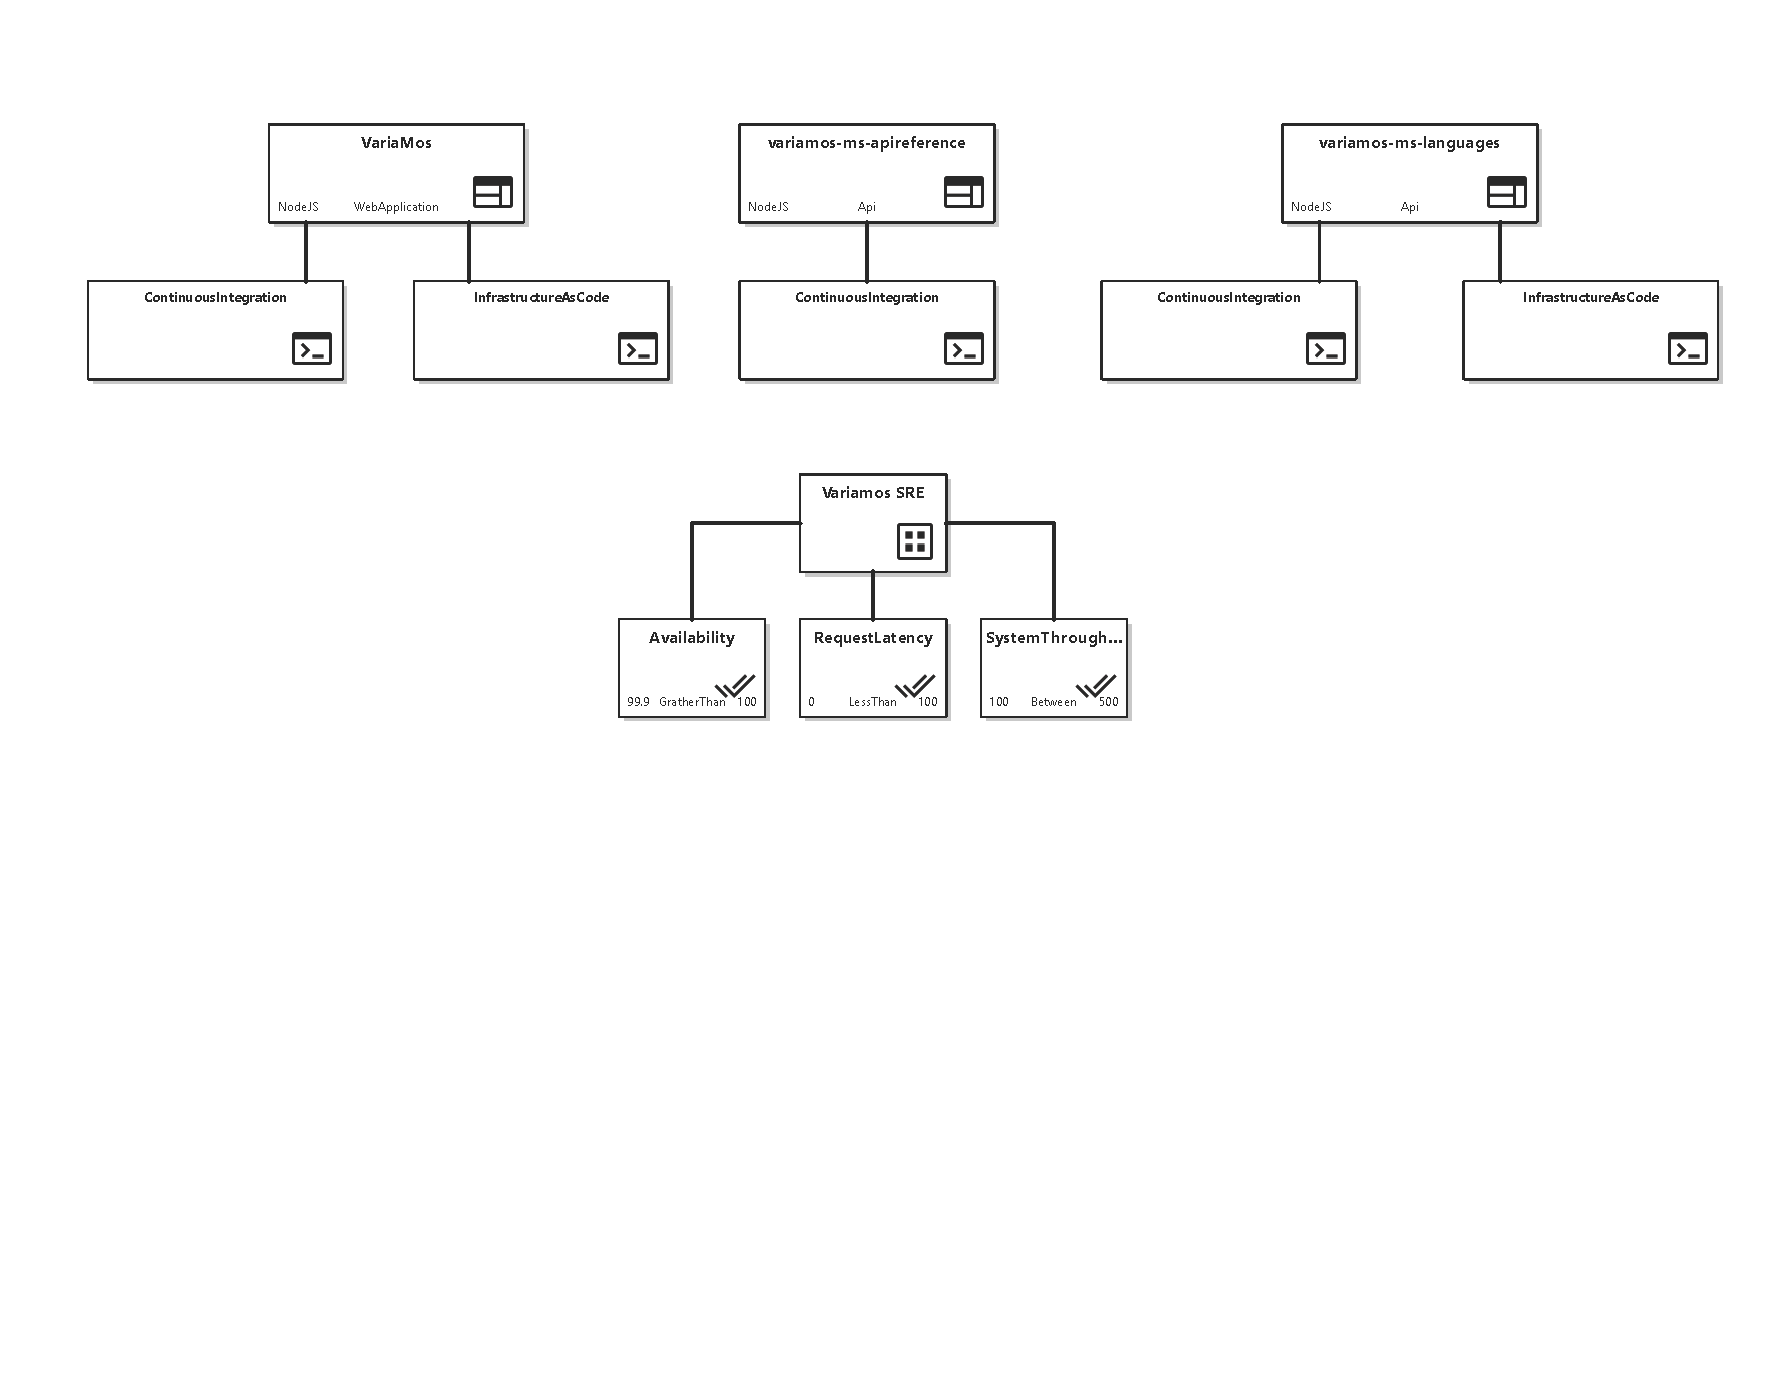 VariaMos
NodeJS WebApplication
variamos-ms-apireference
NodeJS Api
variamos-ms-languages
NodeJS Api
ContinuousIntegration
InfrastructureAsCode
ContinuousIntegration
ContinuousIntegration
InfrastructureAsCode
Variamos SRE
Availability
99.9 GratherThan 100
RequestLatency
0 LessThan 100
SystemThrough...
100 Between 500